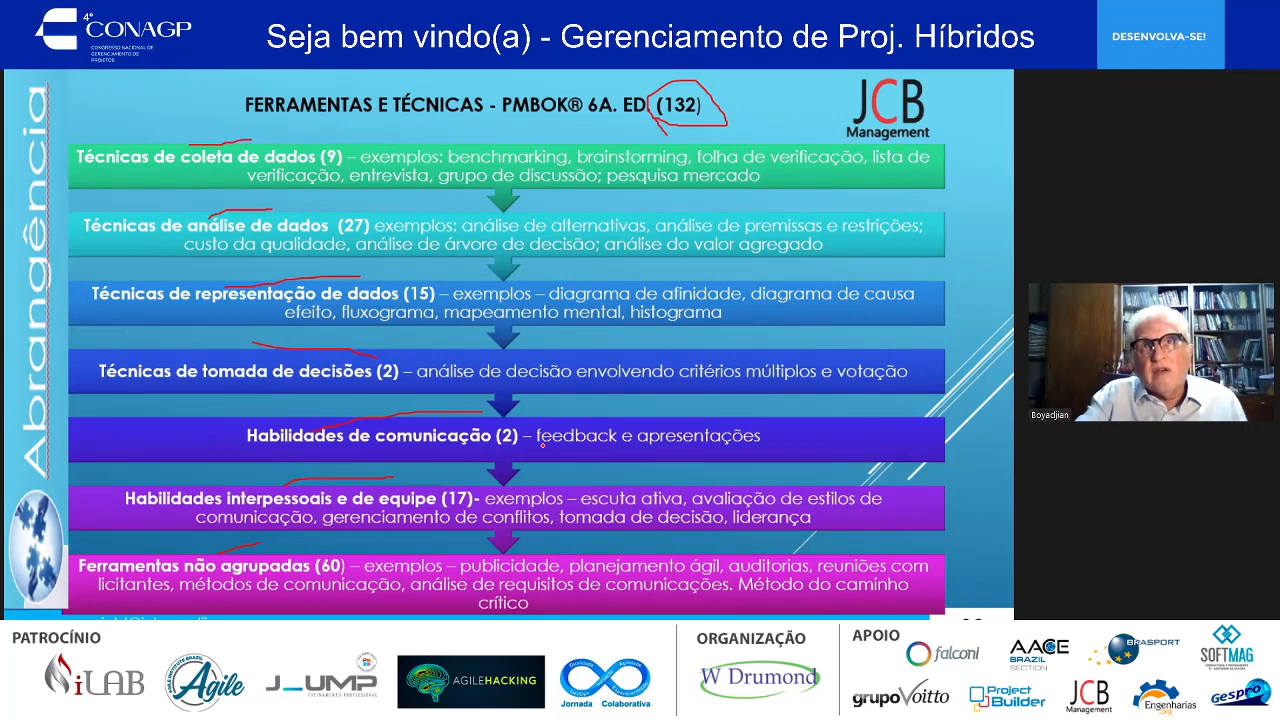 4º CONAGP
CONGRESSO NACIONAL DE
GERENCIAMENTO DE
PROJETOS
Seja bem vindo(a) - Gerenciamento de Proj. Híbridos
DESENVOLVA-SE!
Abrangência
FERRAMENTAS E TÉCNICAS - PMBOK® 6A. ED. (132)
JCB
Management
Técnicas de coleta de dados (9) – exemplos: benchmarking, brainstorming, folha de verificação, lista de
verificação, entrevista, grupo de discussão; pesquisa mercado
Técnicas de análise de dados (27) exemplos: análise de alternativas, análise de premissas e restrições;
custo da qualidade, análise de árvore de decisão; análise do valor agregado
Técnicas de representação de dados (15) – exemplos – diagrama de afinidade, diagrama de causa
efeito, fluxograma, mapeamento mental, histograma
Técnicas de tomada de decisões (2) – análise de decisão envolvendo critérios múltiplos e votação
Habilidades de comunicação (2) – feedback e apresentações
Habilidades interpessoais e de equipe (17)- exemplos – escuta ativa, avaliação de estilos de
comunicação, gerenciamento de conflitos, tomada de decisão, liderança
Ferramentas não agrupadas (60) – exemplos – publicidade, planejamento ágil, auditorias, reuniões com
licitantes, métodos de comunicação, análise de requisitos de comunicações. Método do caminho
crítico
Boyadjian
PATROCÍNIO
iLAB
Agile
J_UMP
TREINAMENTO PROFISSIONAL
AGILEHACKING
Jornada Colaborativa
ORGANIZAÇÃO
W Drumond
APOIO
falconi
AACE
BRAZIL
SECTION
BRASPORT
SOFTMAG
grupo Voitto
Project
Builder
JCB
Management
Engenharias
.org
Gespro